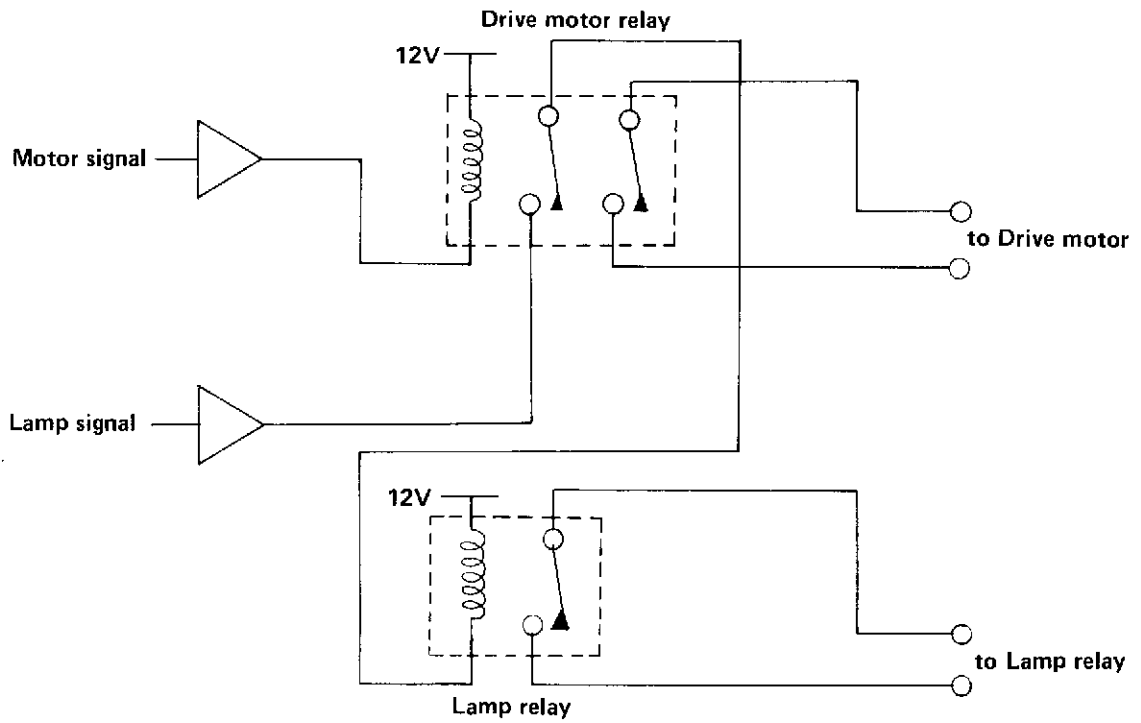 Drive motor relay
12V
Motor signal
to Drive motor
Lamp signal
12V
to Lamp relay
Lamp relay